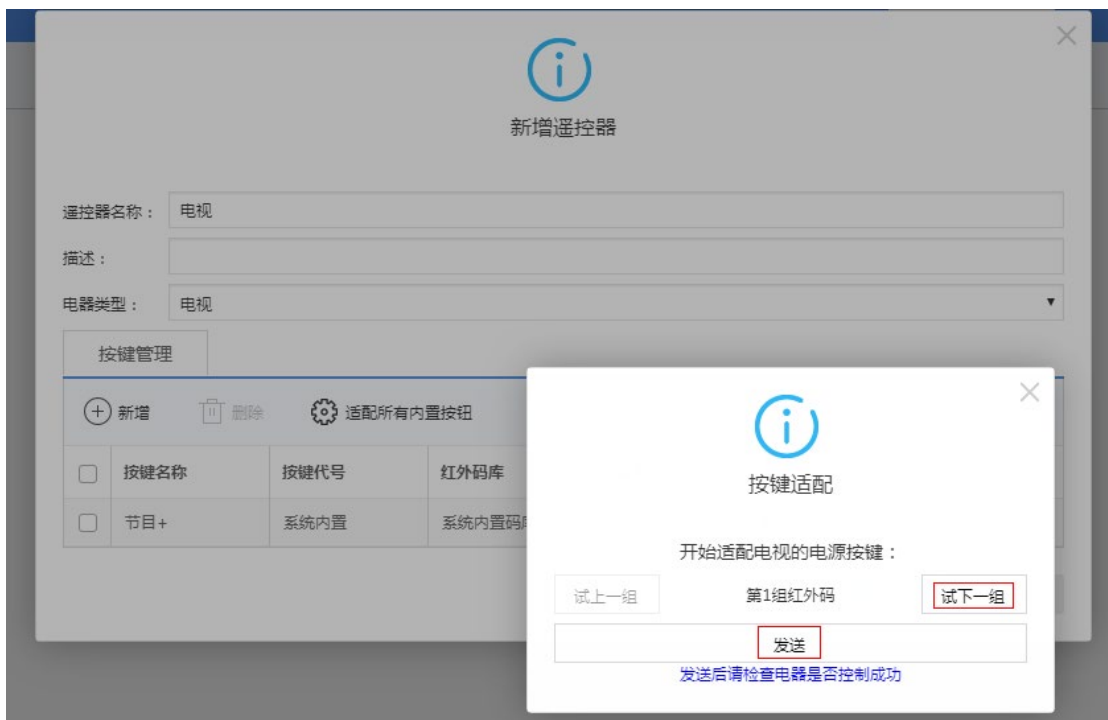 新增遥控器
遥控器名称： 电视
描述：
电器类型： 电视
按键管理
新增 删除 适配所有内置按钮
按键名称 按键代号 红外码库
节目+ 系统内置 系统内置码
按键适配
开始适配电视的电源按键：
试上一组 第1组红外码 试下一组
发送
发送后请检查电器是否控制成功